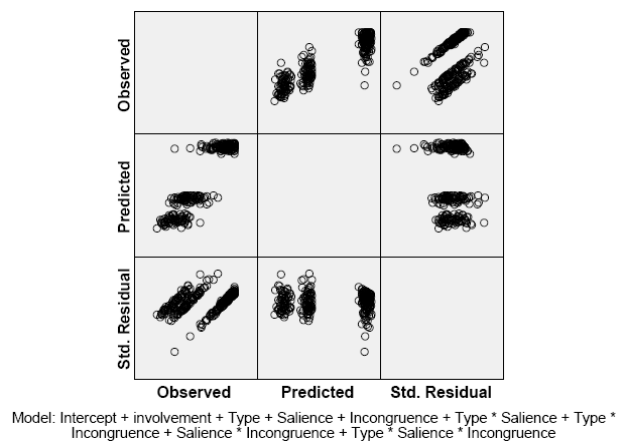 Observed
Predicted
Std. Residual
Observed Predicted Std. Residual
Model: Intercept + involvement + Type + Salience + Incongruence + Type * Salience + Type *
Incongruence + Salience * Incongruence + Type * Salience * Incongruence